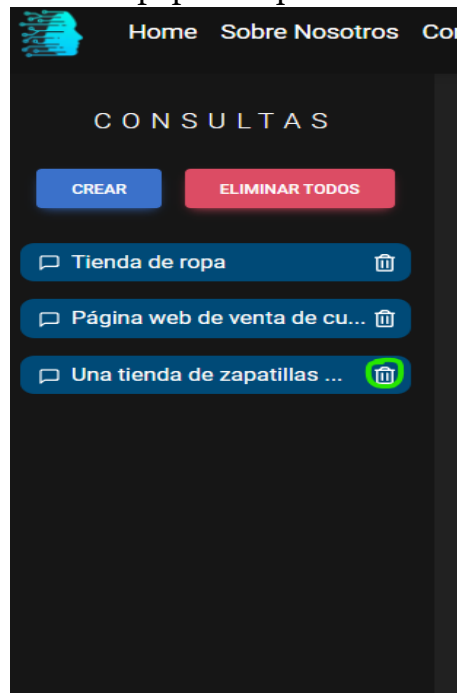 Home Sobre Nosotros
CONSULTAS
CREAR ELIMINAR TODOS
Tienda de ropa
Página web de venta de cu...
Una tienda de zapatillas ...